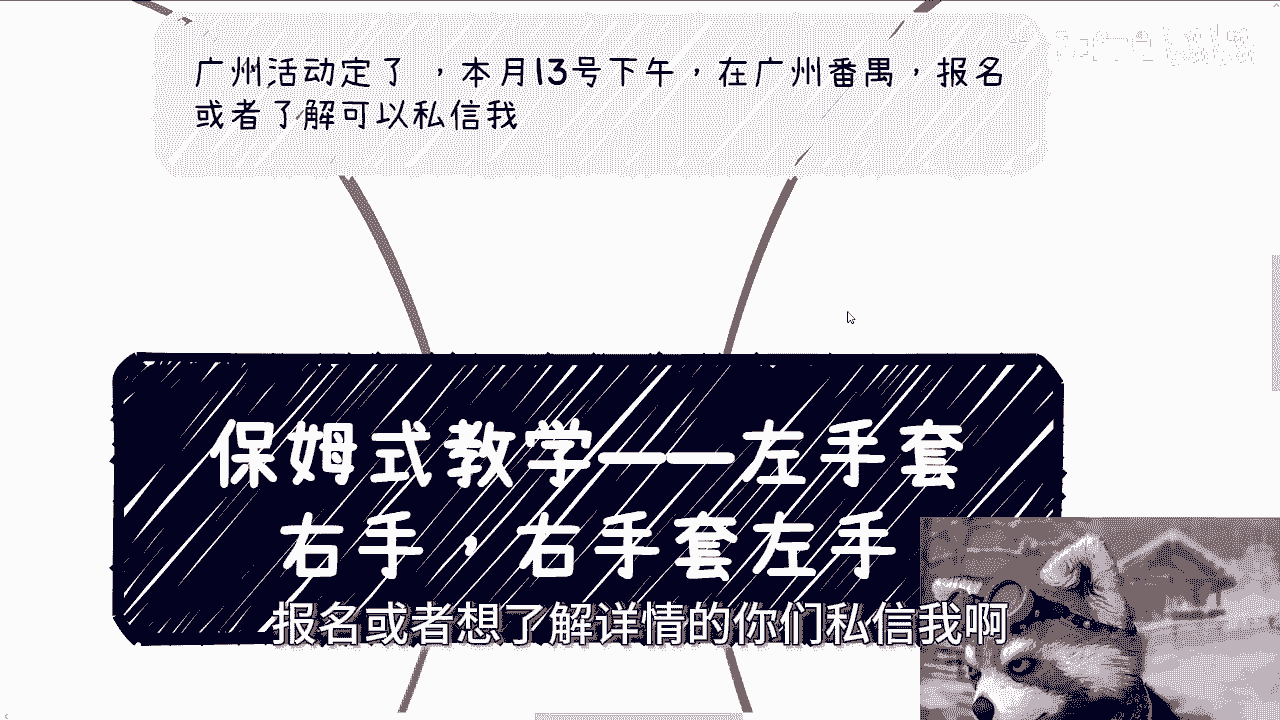 广州活动定了 ，本月13号下午，在广州番禺，报名
或者了解可以私信我
保姆式教学——左手套
右手，右手套左手
报名或者想了解详情的你们私信我啊